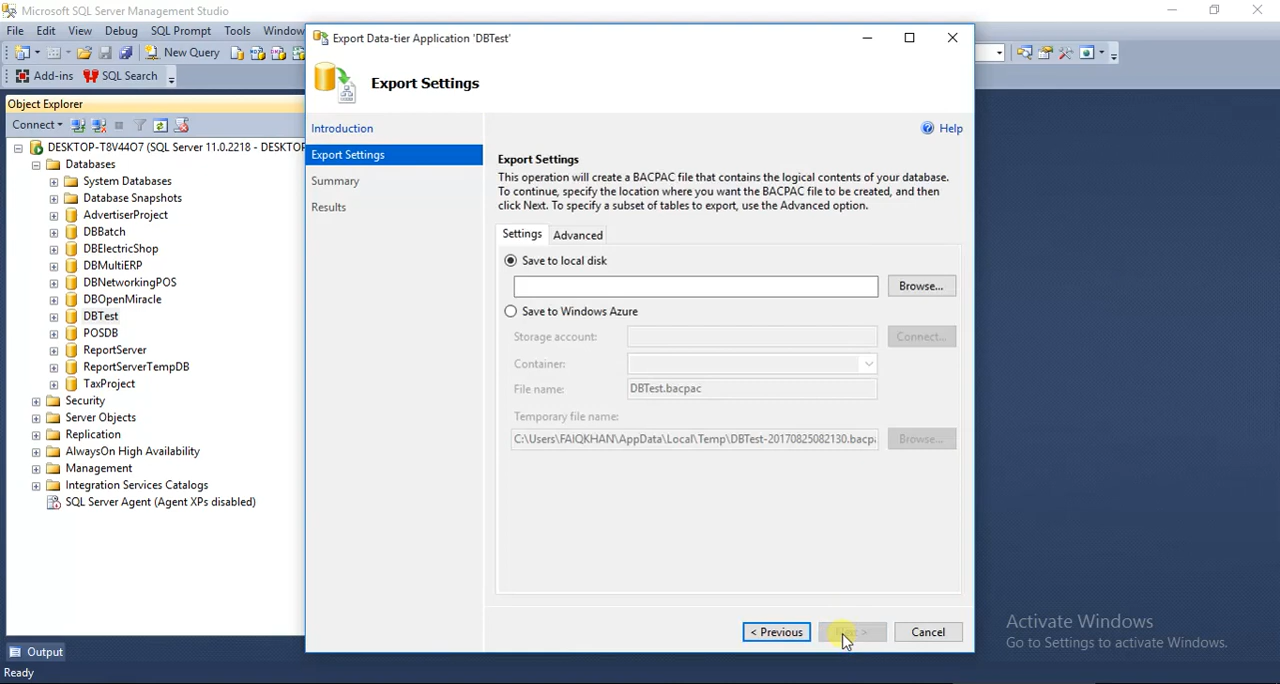 Microsoft SQL Server Management Studio
File Edit View Debug SQL Prompt Tools Window
New Query
Add-ins SQL Search
Object Explorer
Connect
DESKTOP-T8V44O7 (SQL Server 11.0.2218 - DESKTO
Databases
System Databases
Database Snapshots
AdvertiserProject
DBBatch
DBElectricShop
DBMultiERP
DBNetworkingPOS
DBOpenMiracle
DBTest
POSDB
ReportServer
ReportServerTempDB
TaxProject
Security
Server Objects
Replication
AlwaysOn High Availability
Management
Integration Services Catalogs
SQL Server Agent (Agent XPs disabled)
Output
Ready
Export Data-tier Application 'DBTest'
Export Settings
Introduction
Export Settings
Summary
Results
Help
Export Settings
This operation will create a BACPAC file that contains the logical contents of your database.
To continue, specify the location where you want the BACPAC file to be created, and then
click Next. To specify a subset of tables to export, use the Advanced option.
Settings Advanced
Save to local disk
Browse...
Save to Windows Azure
Storage account: Connect...
Container:
File name: DBTest.bacpac
Temporary file name:
C:\Users\FAIQKHAN\AppData\Local\Temp\DBTest-20170825082130.bacpa Browse...
< Previous Cancel
Activate Windows
Go to Settings to activate Windows.